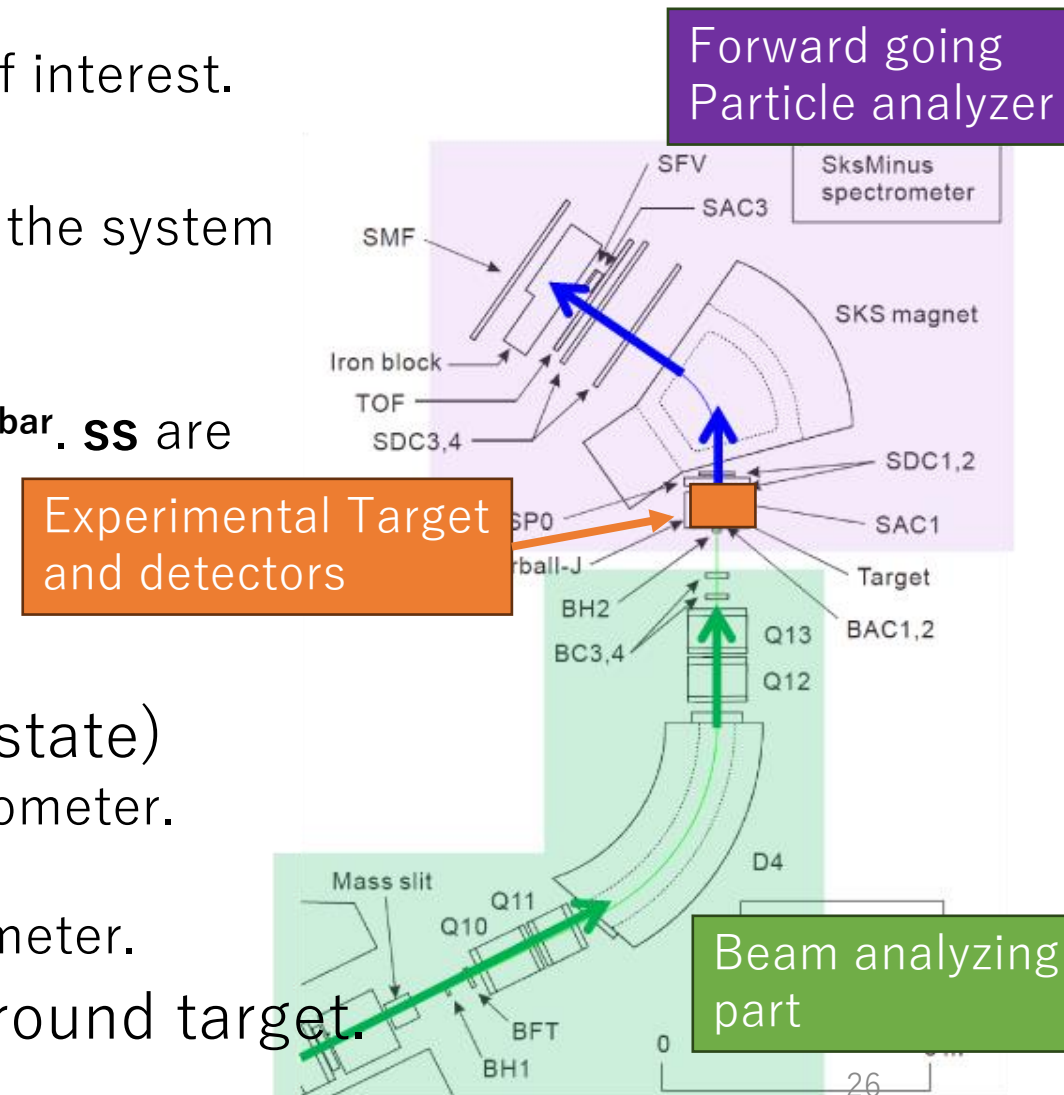 f interest.
the system
bar. ss are
state)
ometer.
meter.
round target.
Forward going
Particle analyzer
SksMinus
spectrometer
SFV
SAC3
SMF
SKS magnet
Iron block
TOF
SDC3,4
SDC1,2
Experimental Target
and detectors
SP0
SAC1
rball-J
Target
BH2
BAC1,2
BC3,4
Q13
Q12
D4
Mass slit
Q11
Q10
Beam analyzing
part
BFT
BH1
0
26